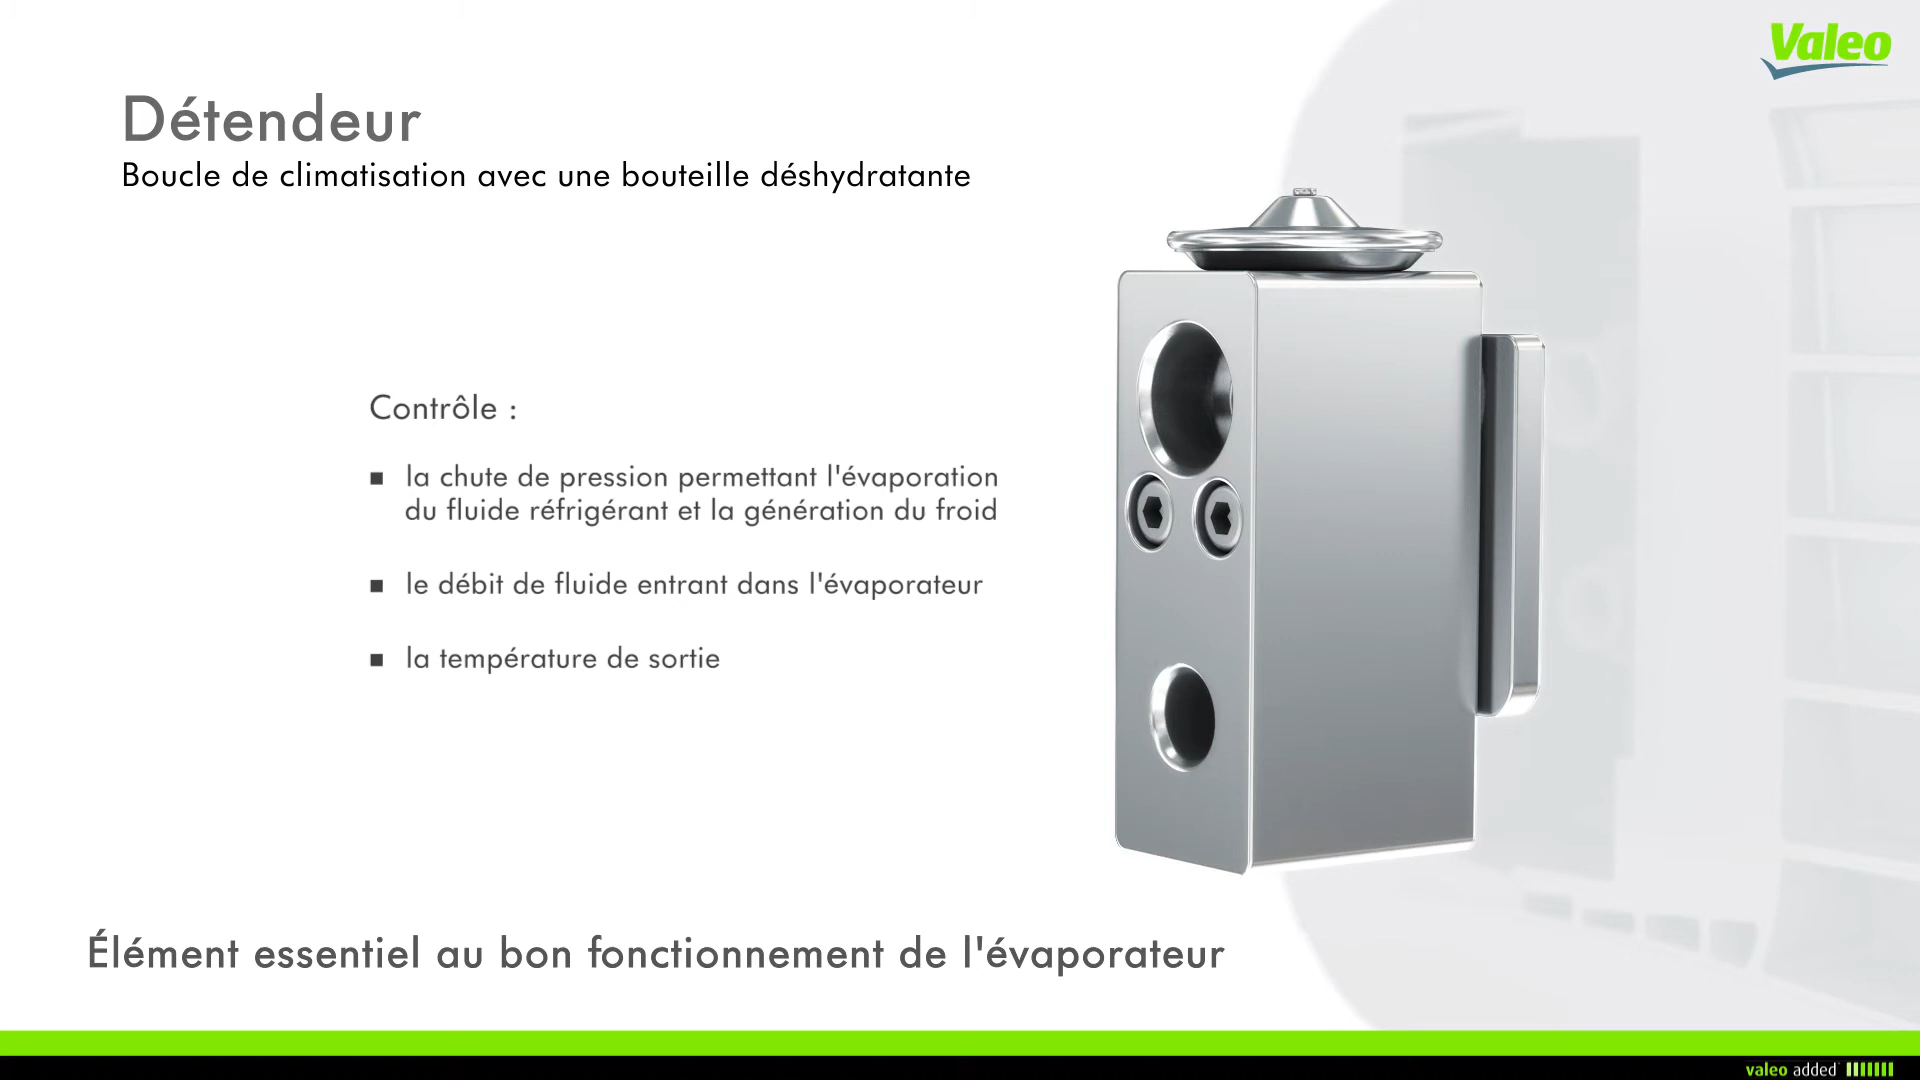 Valeo
Détendeur
Boucle de climatisation avec une bouteille déshydratante
Contrôle :
▪ la chute de pression permettant l'évaporation
du fluide réfrigérant et la génération du froid
▪ le débit de fluide entrant dans l'évaporateur
▪ la température de sortie
Élément essentiel au bon fonctionnement de l'évaporateur
valeo added